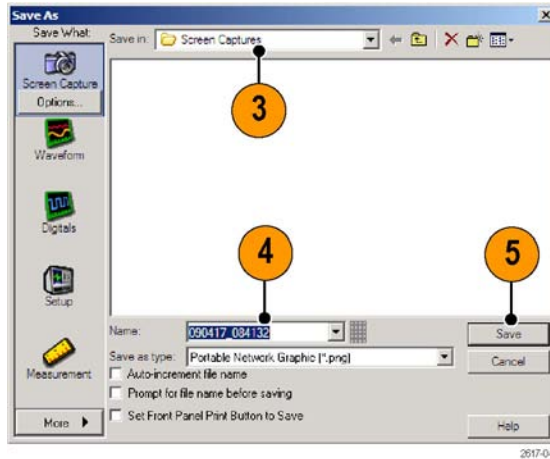 Save As
Save What:
Save in: Screen Captures
Screen Capture
Options...
3
Waveform
Digitals
4
5
Setup
Name: 090417_084132
Save
Save as type: Portable Network Graphic (*.png)
Cancel
Measurement
Auto-increment file name
Prompt for file name before saving
Set Front Panel Print Button to Save
More
Help